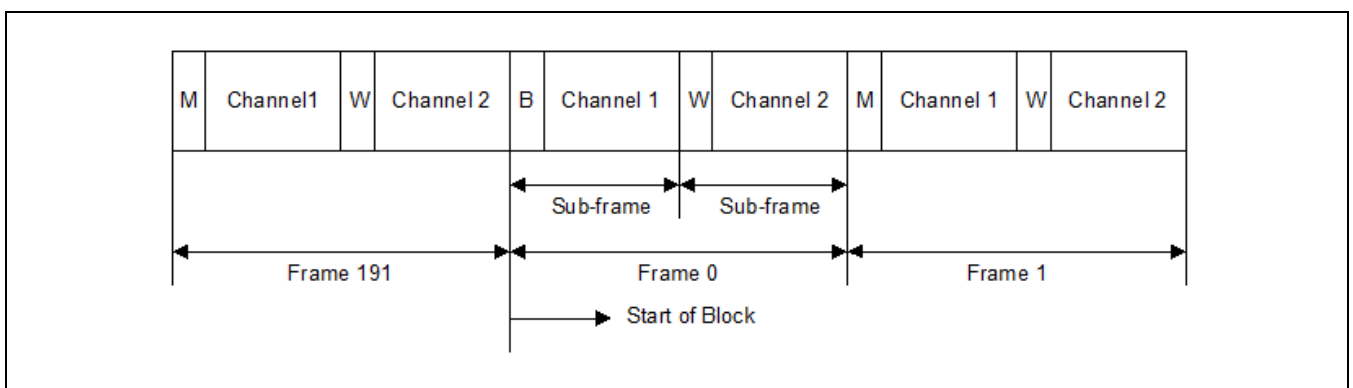 M Channel1 W Channel 2 B Channel 1 W Channel 2 M Channel 1 W Channel 2
Sub-frame Sub-frame
Frame 191 Frame 0 Frame 1
Start of Block